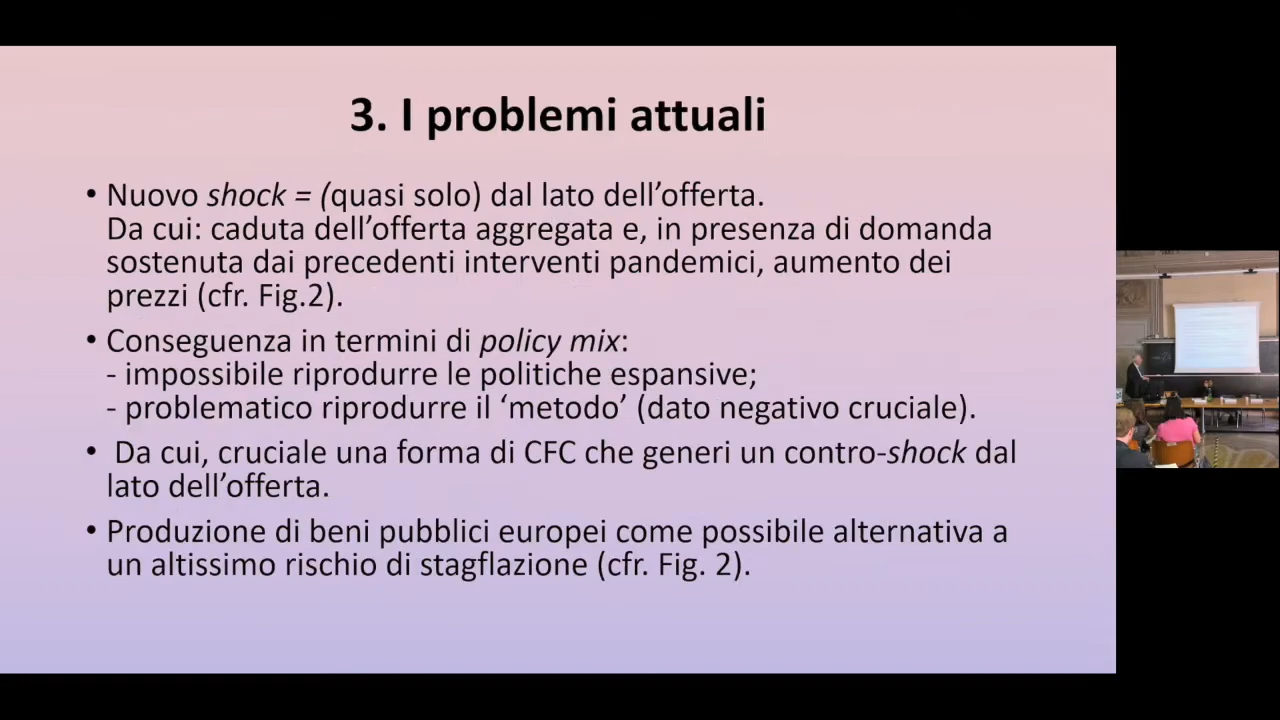 3. I problemi attuali
• Nuovo shock = (quasi solo) dal lato dell’offerta.
Da cui: caduta dell’offerta aggregata e, in presenza di domanda
sostenuta dai precedenti interventi pandemici, aumento dei
prezzi (cfr. Fig.2).
• Conseguenza in termini di policy mix:
- impossibile riprodurre le politiche espansive;
- problematico riprodurre il ‘metodo’ (dato negativo cruciale).
• Da cui, cruciale una forma di CFC che generi un contro-shock dal
lato dell’offerta.
• Produzione di beni pubblici europei come possibile alternativa a
un altissimo rischio di stagflazione (cfr. Fig. 2).